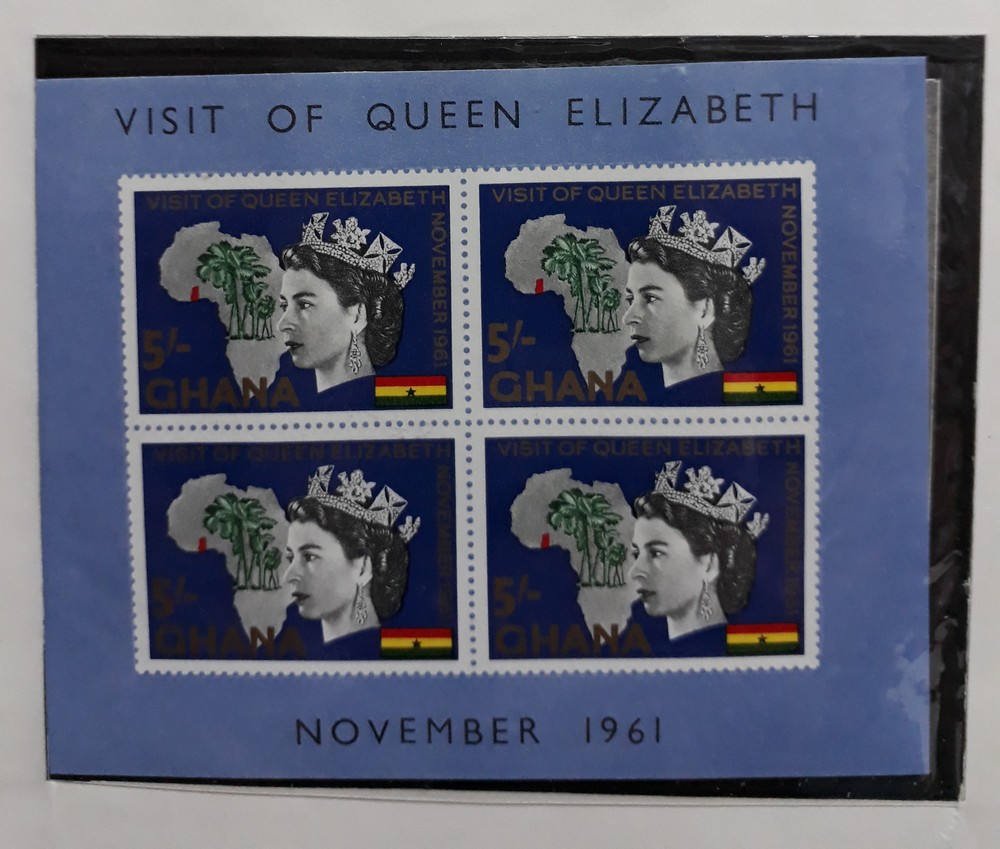 VISIT OF QUEEN ELIZABETH
VISIT OF QUEEN ELIZABETH
NOVEMBER 1961
5/-
GHANA
VISIT OF QUEEN ELIZABETH
NOVEMBER 1961
5/-
GHANA
VISIT OF QUEEN ELIZABETH
NOVEMBER 1961
5/-
GHANA
VISIT OF QUEEN ELIZABETH
NOVEMBER 1961
5/-
GHANA
NOVEMBER 1961